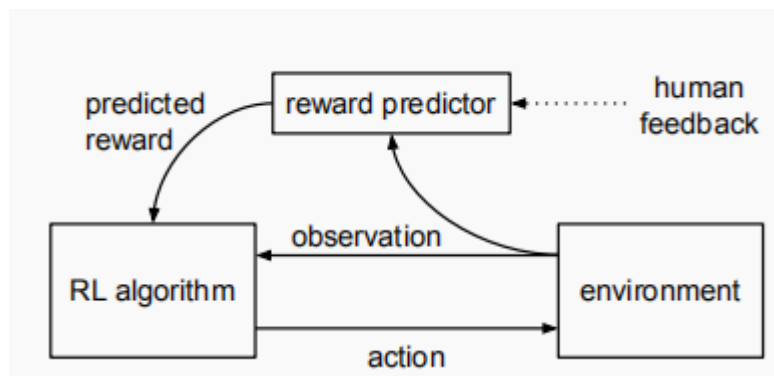 predicted
reward
reward predictor
human
feedback
observation
RL algorithm
environment
action